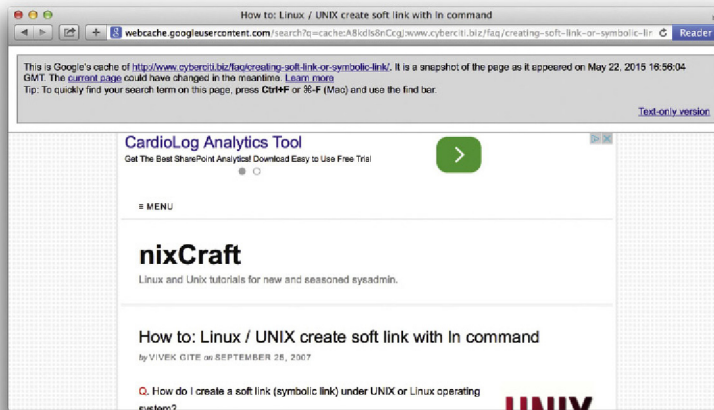 How to: Linux / UNIX create soft link with ln command
webcache.googleusercontent.com/search?q=cache:A8kdIs8nCcgJ:www.cyberciti.biz/faq/creating-soft-link-or-symbolic-lir
Reader
This is Google's cache of http://www.cyberciti.biz/faq/creating-soft-link-or-symbolic-link/. It is a snapshot of the page as it appeared on May 22, 2015 16:56:04
GMT. The current page could have changed in the meantime. Learn more
Tip: To quickly find your search term on this page, press Ctrl+F or ⌘-F (Mac) and use the find bar.
Text-only version
CardioLog Analytics Tool
Get The Best SharePoint Analytics! Download Easy to Use Free Trial
≡ MENU
nixCraft
Linux and Unix tutorials for new and seasoned sysadmin.
How to: Linux / UNIX create soft link with ln command
by VIVEK GITE on SEPTEMBER 25, 2007
Q. How do I create a soft link (symbolic link) under UNIX or Linux operating
system?
UNIX